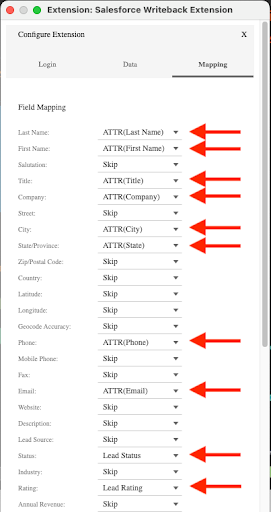 Extension: Salesforce Writeback Extension
Configure Extension X
Login Data Mapping
Field Mapping
Last Name: ATTR(Last Name)
First Name: ATTR(First Name)
Salutation: Skip
Title: ATTR(Title)
Company: ATTR(Company)
Street: Skip
City: ATTR(City)
State/Province: ATTR(State)
Zip/Postal Code: Skip
Country: Skip
Latitude: Skip
Longitude: Skip
Geocode Accuracy: Skip
Phone: ATTR(Phone)
Mobile Phone: Skip
Fax: Skip
Email: ATTR(Email)
Website: Skip
Description: Skip
Lead Source: Skip
Status: Lead Status
Industry: Skip
Rating: Lead Rating
Annual Revenue: Skip